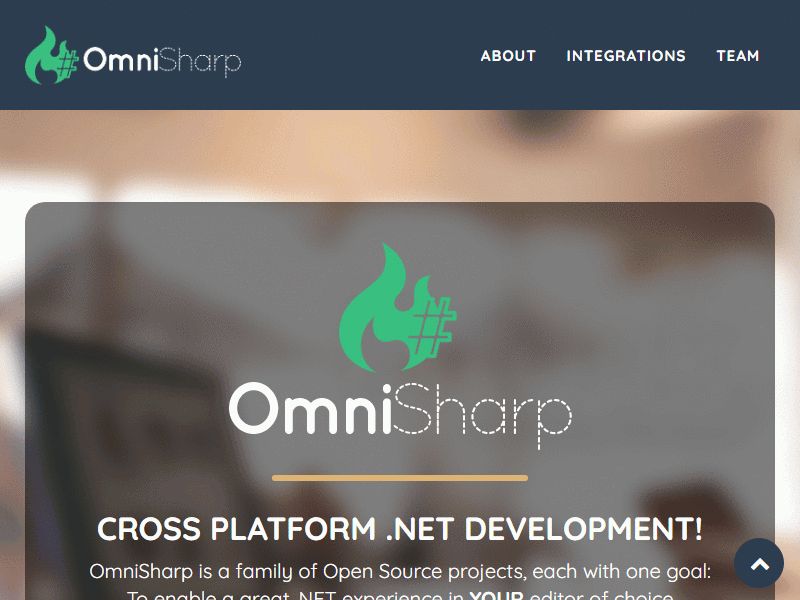 OmniSharp
ABOUT INTEGRATIONS TEAM
OmniSharp
CROSS PLATFORM .NET DEVELOPMENT!
OmniSharp is a family of Open Source projects, each with one goal:
To enable a great .NET experience in YOUR editor of choice